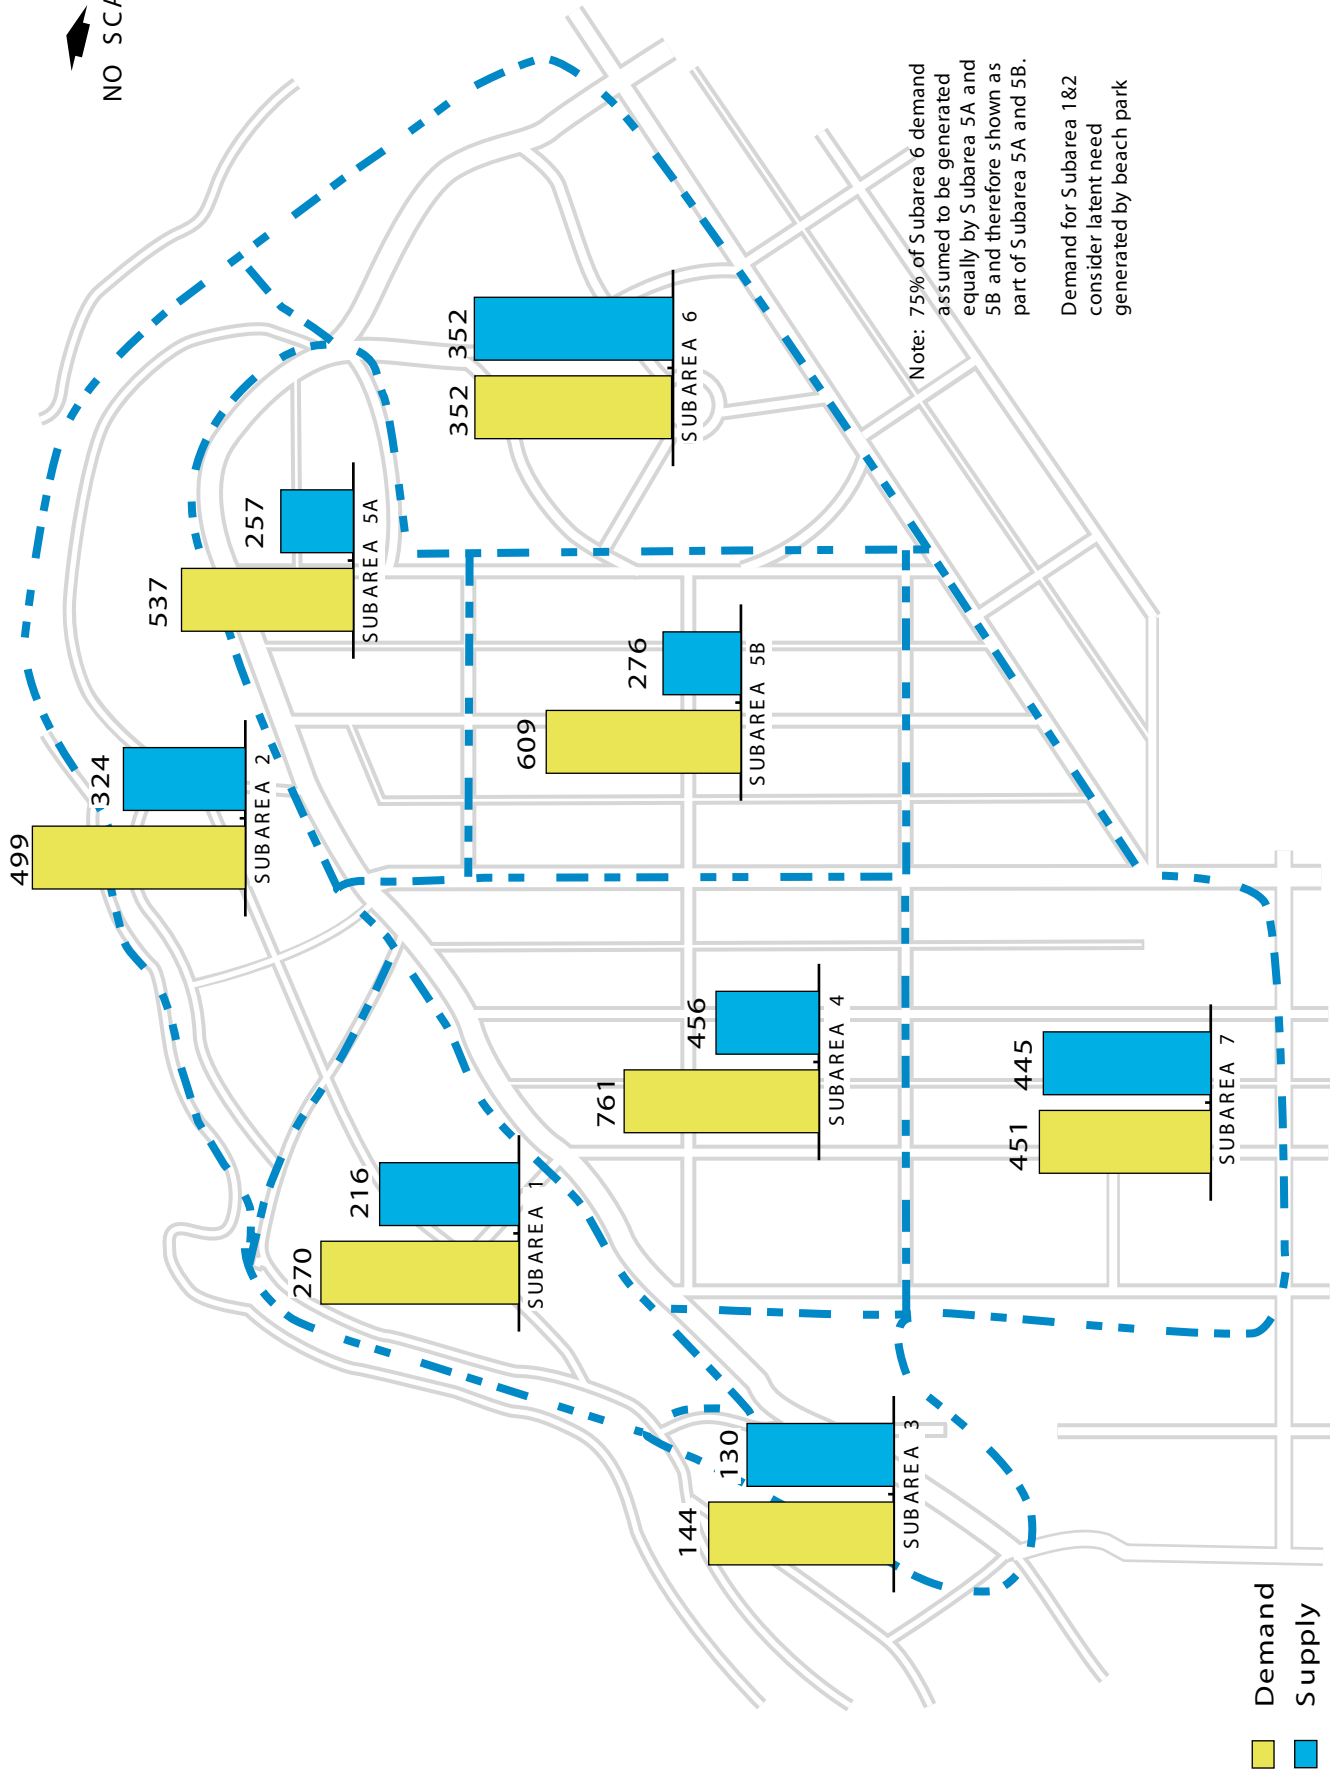 NO SCA
499
324
SUBAREA 2
537
257
SUBAREA 5A
352
352
SUBAREA 6
270
216
SUBAREA 1
609
276
SUBAREA 5B
761
456
SUBAREA 4
144
130
SUBAREA 3
451
445
SUBAREA 7
Note: 75% of Subarea 6 demand
assumed to be generated
equally by Subarea 5A and
5B and therefore shown as
part of Subarea 5A and 5B.
Demand for Subarea 1&2
consider latent need
generated by beach park
Demand
Supply